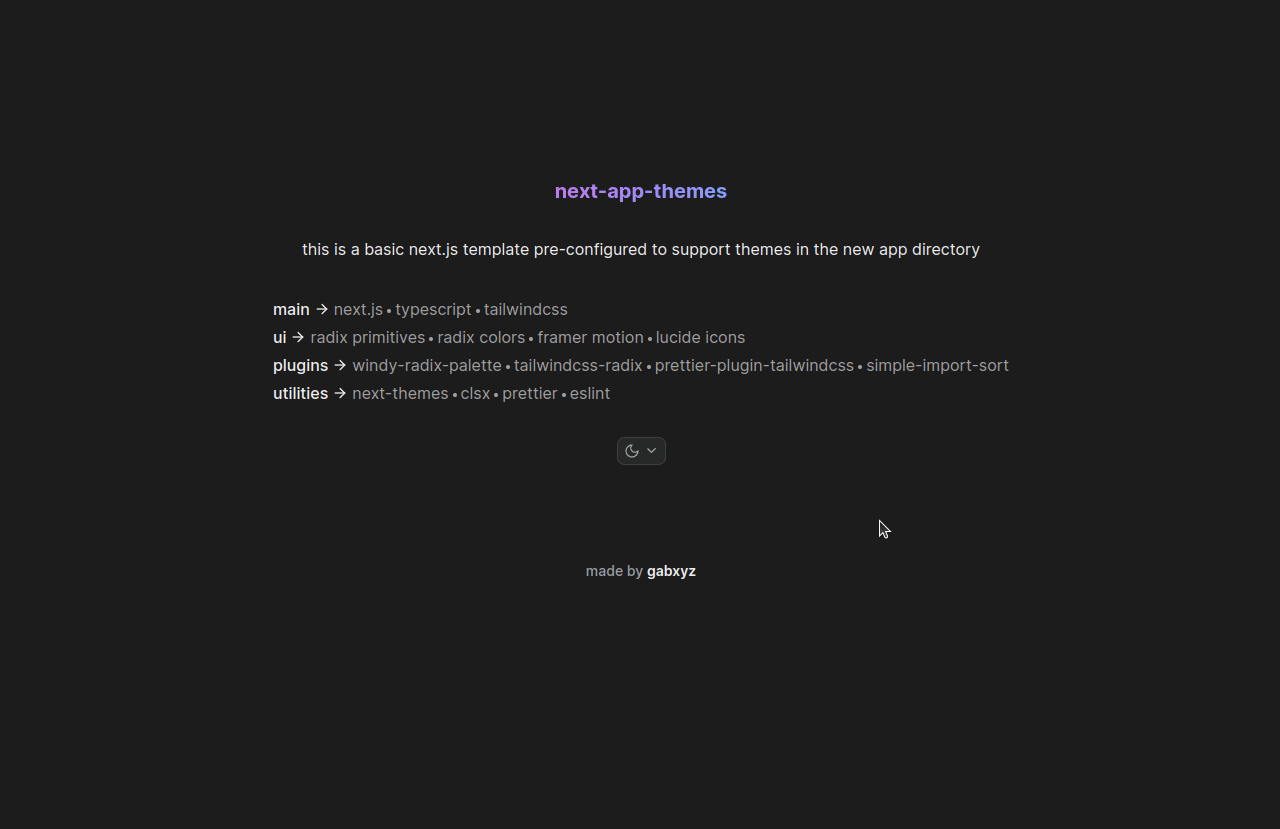 next-app-themes
this is a basic next.js template pre-configured to support themes in the new app directory
main → next.js • typescript • tailwindcss
ui → radix primitives • radix colors • framer motion • lucide icons
plugins → windy-radix-palette • tailwindcss-radix • prettier-plugin-tailwindcss • simple-import-sort
utilities → next-themes • clsx • prettier • eslint
made by gabxyz